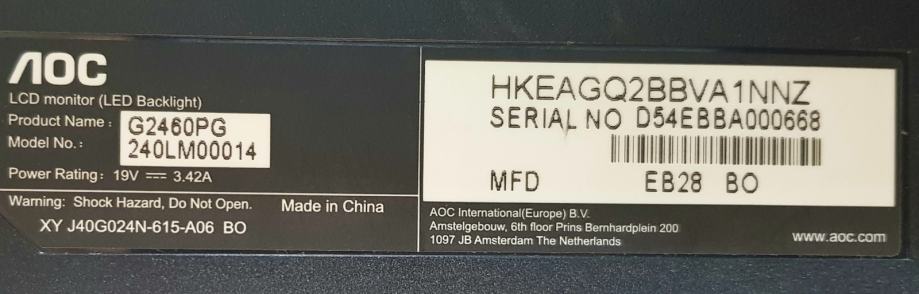 AOC
LCD monitor (LED Backlight)
Product Name : G2460PG
Model No. : 240LM00014
Power Rating : 19V ⎓ 3.42A
Warning: Shock Hazard, Do Not Open. Made in China
XY J40G024N-615-A06 BO
HKEAGQ2BBVA1NNZ
SERIAL NO D54EBBA000668
MFD EB28 BO
AOC International(Europe) B.V.
Amstelgebouw, 6th floor Prins Bernhardplein 200
1097 JB Amsterdam The Netherlands
www.aoc.com